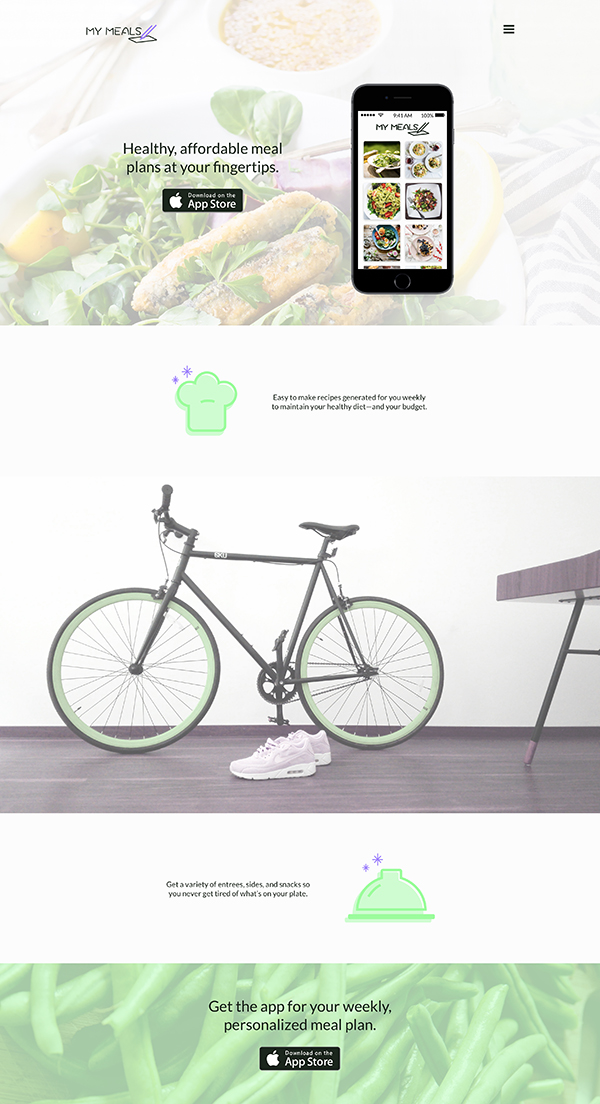 MY MEALS
Healthy, affordable meal
plans at your fingertips.
Download on the
App Store
9:41 AM 100%
MY MEALS
Easy to make recipes generated for you weekly
to maintain your healthy diet—and your budget.
Get a variety of entrees, sides, and snacks so
you never get tired of what's on your plate.
Get the app for your weekly,
personalized meal plan.
Download on the
App Store